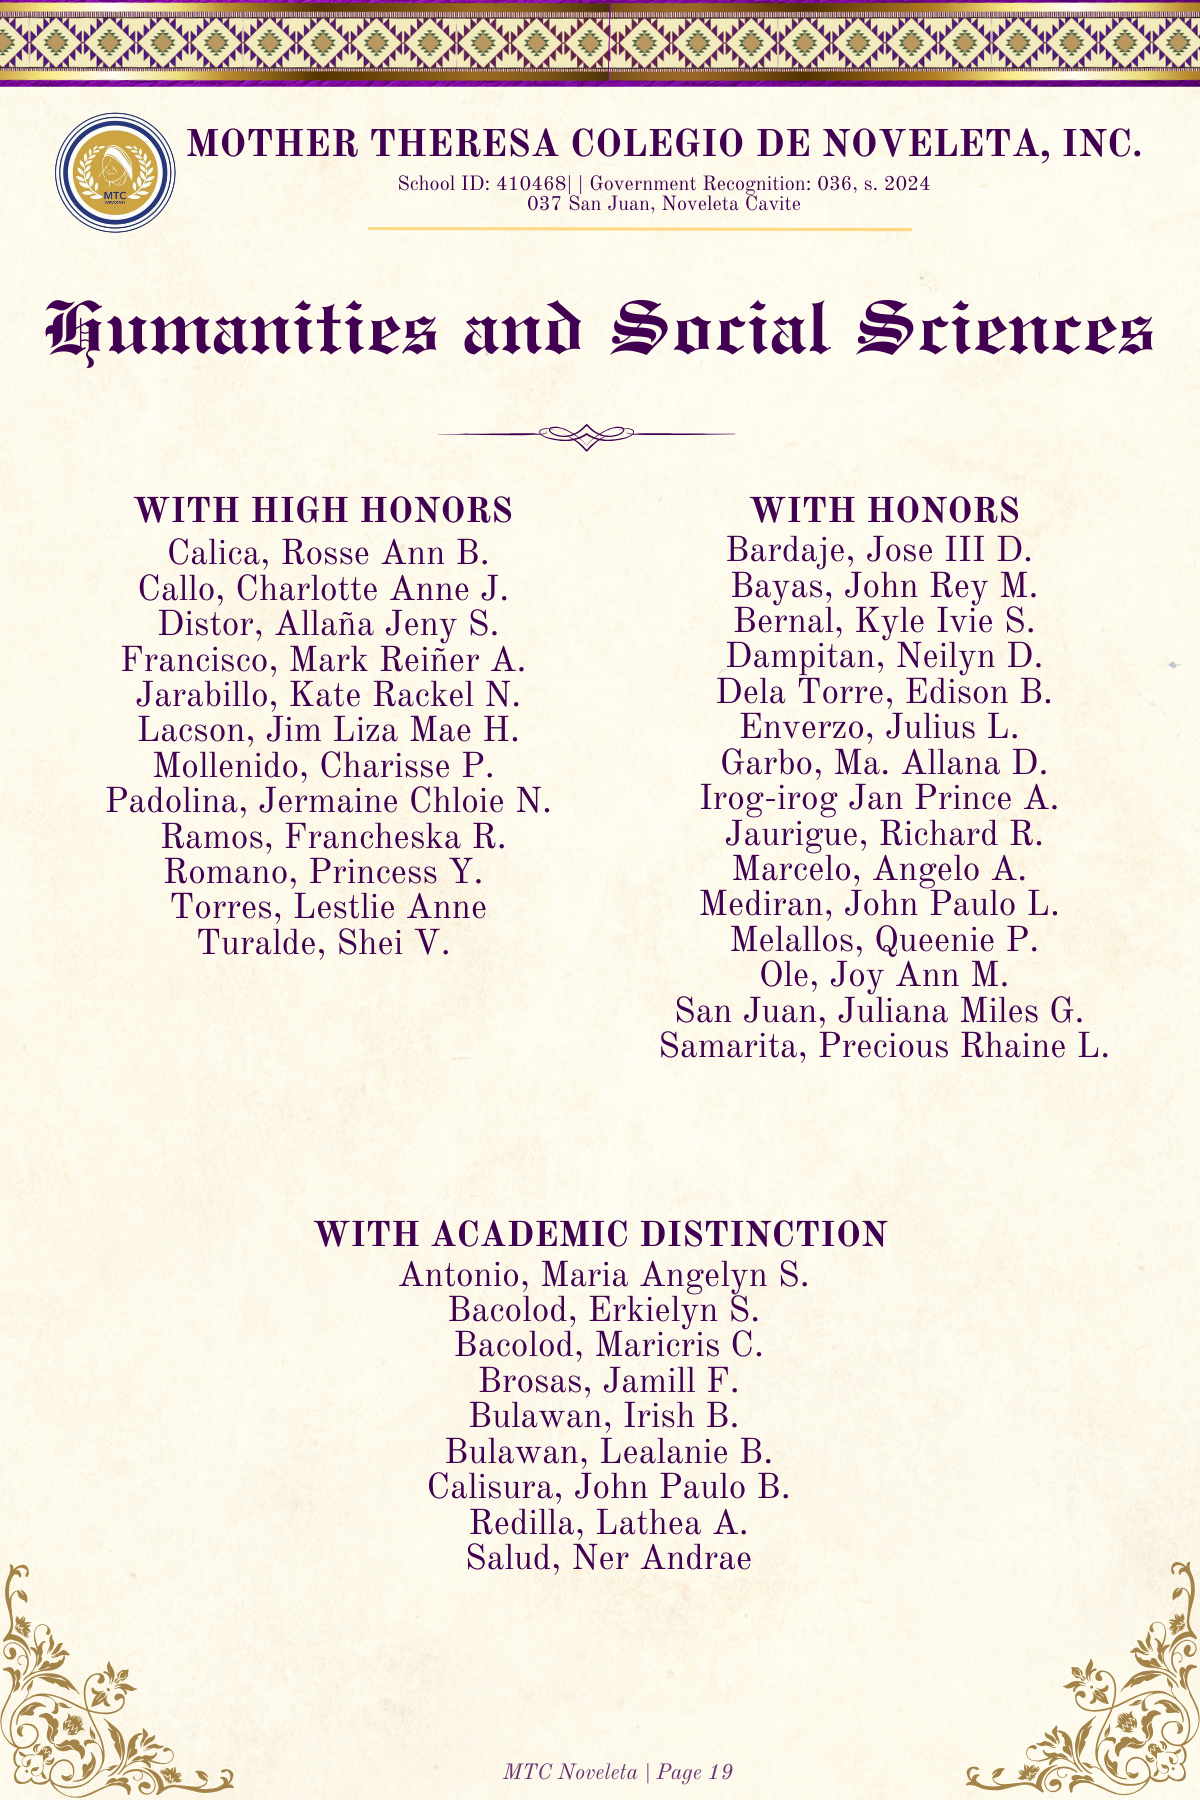 MOTHER THERESA COLEGIO DE NOVELETA, INC.
School ID: 410468| | Government Recognition: 036, s. 2024
037 San Juan, Noveleta Cavite
MTC
Humanities and Social Sciences
WITH HIGH HONORS
Calica, Rosse Ann B.
Callo, Charlotte Anne J.
Distor, Allaña Jeny S.
Francisco, Mark Reiñer A.
Jarabillo, Kate Rackel N.
Lacson, Jim Liza Mae H.
Mollenido, Charisse P.
Padolina, Jermaine Chloie N.
Ramos, Francheska R.
Romano, Princess Y.
Torres, Lestlie Anne
Turalde, Shei V.
WITH HONORS
Bardaje, Jose III D.
Bayas, John Rey M.
Bernal, Kyle Ivie S.
Dampitan, Neilyn D.
Dela Torre, Edison B.
Enverzo, Julius L.
Garbo, Ma. Allana D.
Irog-irog Jan Prince A.
Jaurigue, Richard R.
Marcelo, Angelo A.
Mediran, John Paulo L.
Melallos, Queenie P.
Ole, Joy Ann M.
San Juan, Juliana Miles G.
Samarita, Precious Rhaine L.
WITH ACADEMIC DISTINCTION
Antonio, Maria Angelyn S.
Bacolod, Erkielyn S.
Bacolod, Maricris C.
Brosas, Jamill F.
Bulawan, Irish B.
Bulawan, Lealanie B.
Calisura, John Paulo B.
Redilla, Lathea A.
Salud, Ner Andrae
MTC Noveleta | Page 19